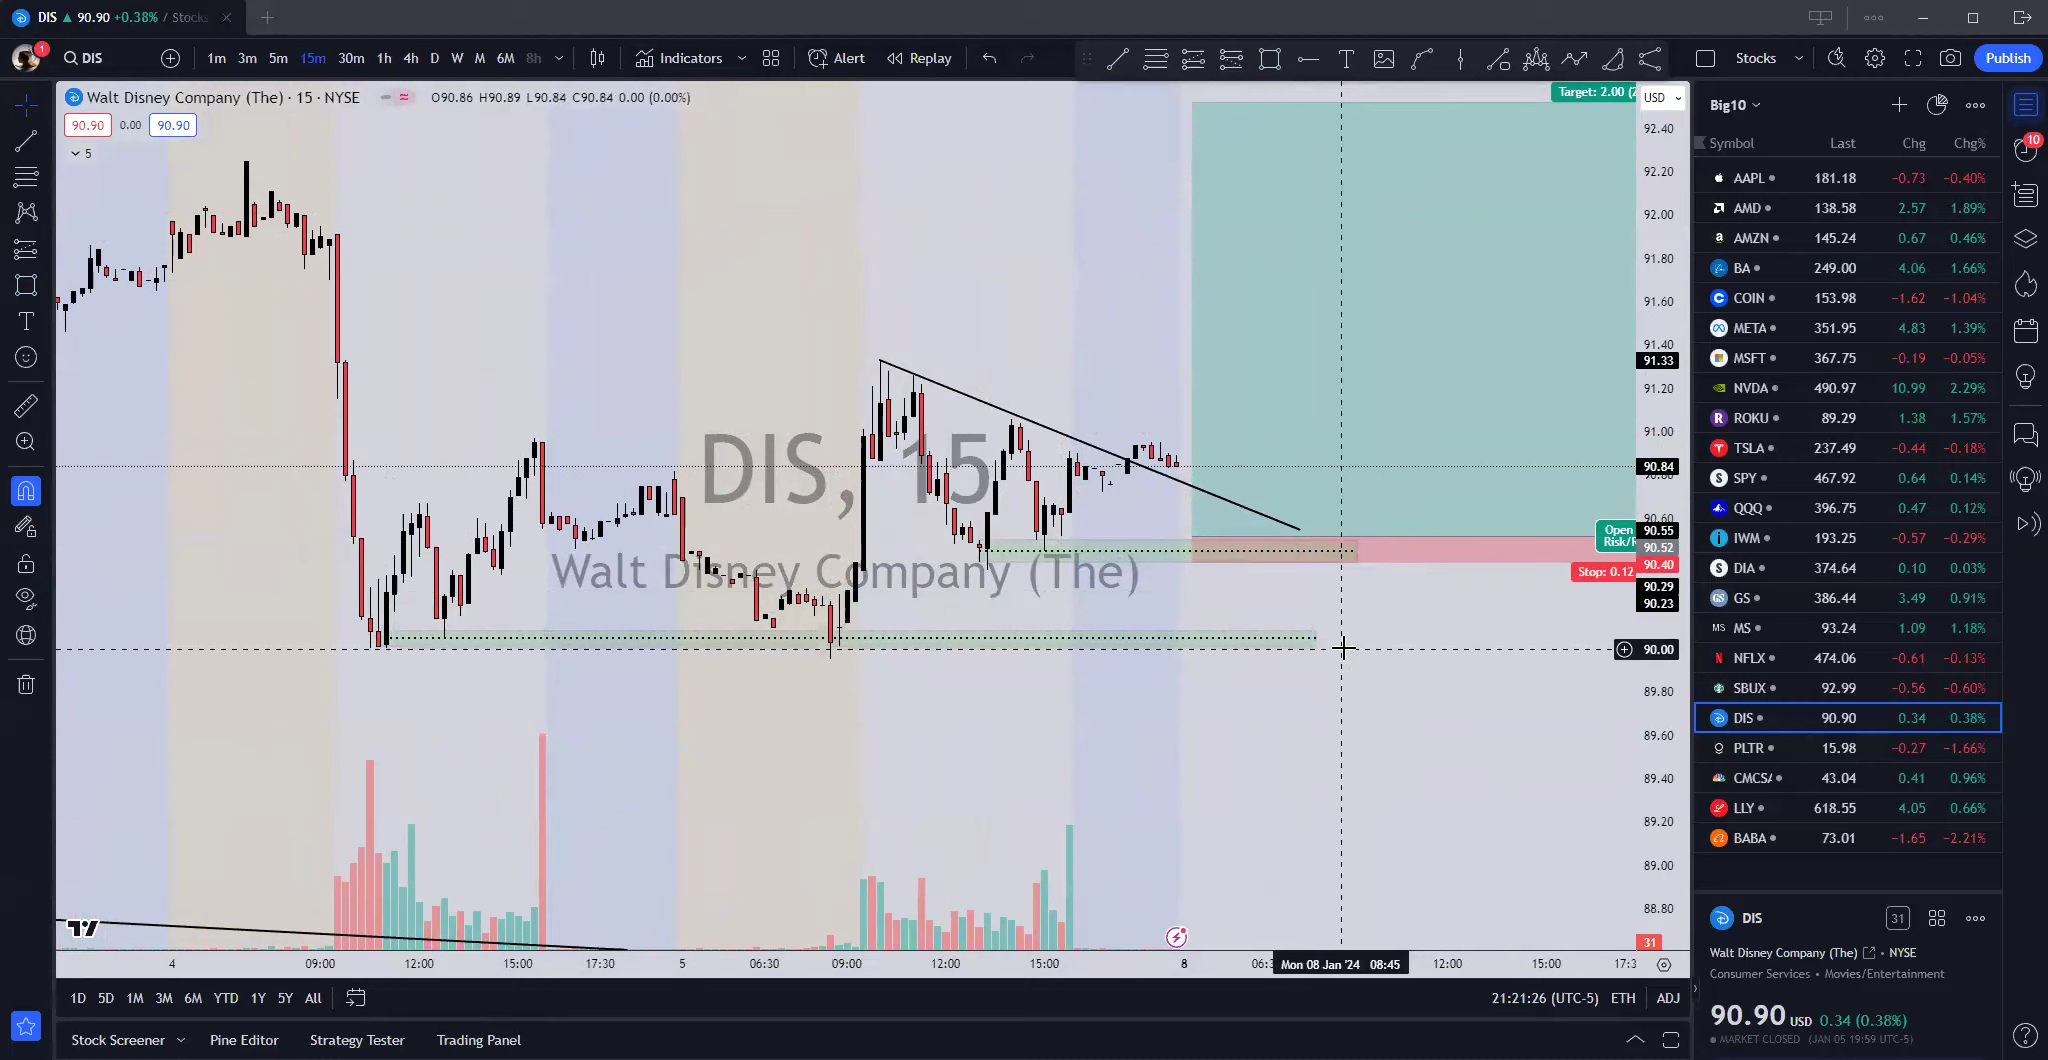 DIS ▲ 90.90 +0.38% / Stocks
1
DIS 1m 3m 5m 15m 30m 1h 4h D W M 6M 8h Indicators Alert Replay Stocks Publish
Walt Disney Company (The) · 15 · NYSE O90.86 H90.89 L90.84 C90.84 0.00 (0.00%)
90.90 0.00 90.90
5
Target: 2.00
USD
92.40
92.20
92.00
91.80
91.60
91.40
91.33
91.20
91.00
90.84
90.80
90.60
Open
90.55
90.52
90.40
Stop: 0.12
90.29
90.23
90.00
89.80
89.60
89.40
89.20
89.00
88.80
31
DIS, 15
Walt Disney Company (The)
4 09:00 12:00 15:00 17:30 5 06:30 09:00 12:00 15:00 8 Mon 08 Jan '24 08:45 12:00 15:00
1D 5D 1M 3M 6M YTD 1Y 5Y All
21:21:26 (UTC-5) ETH ADJ
Stock Screener Pine Editor Strategy Tester Trading Panel
Big10
Symbol Last Chg Chg%
AAPL 181.18 −0.73 −0.40%
AMD 138.58 2.57 1.89%
AMZN 145.24 0.67 0.46%
BA 249.00 4.06 1.66%
COIN 153.98 −1.62 −1.04%
META 351.95 4.83 1.39%
MSFT 367.75 −0.19 −0.05%
NVDA 490.97 10.99 2.29%
ROKU 89.29 1.38 1.57%
TSLA 237.49 −0.44 −0.18%
SPY 467.92 0.64 0.14%
QQQ 396.75 0.47 0.12%
IWM 193.25 −0.57 −0.29%
DIA 374.64 0.10 0.03%
GS 386.44 3.49 0.91%
MS MS 93.24 1.09 1.18%
NFLX 474.06 −0.61 −0.13%
SBUX 92.99 −0.56 −0.60%
DIS 90.90 0.34 0.38%
PLTR 15.98 −0.27 −1.66%
CMCSA 43.04 0.41 0.96%
LLY 618.55 4.05 0.66%
BABA 73.01 −1.65 −2.21%
DIS 31
Walt Disney Company (The) • NYSE
Consumer Services • Movies/Entertainment
90.90 USD 0.34 (0.38%)
MARKET CLOSED (JAN 05 19:59 UTC-5)
10